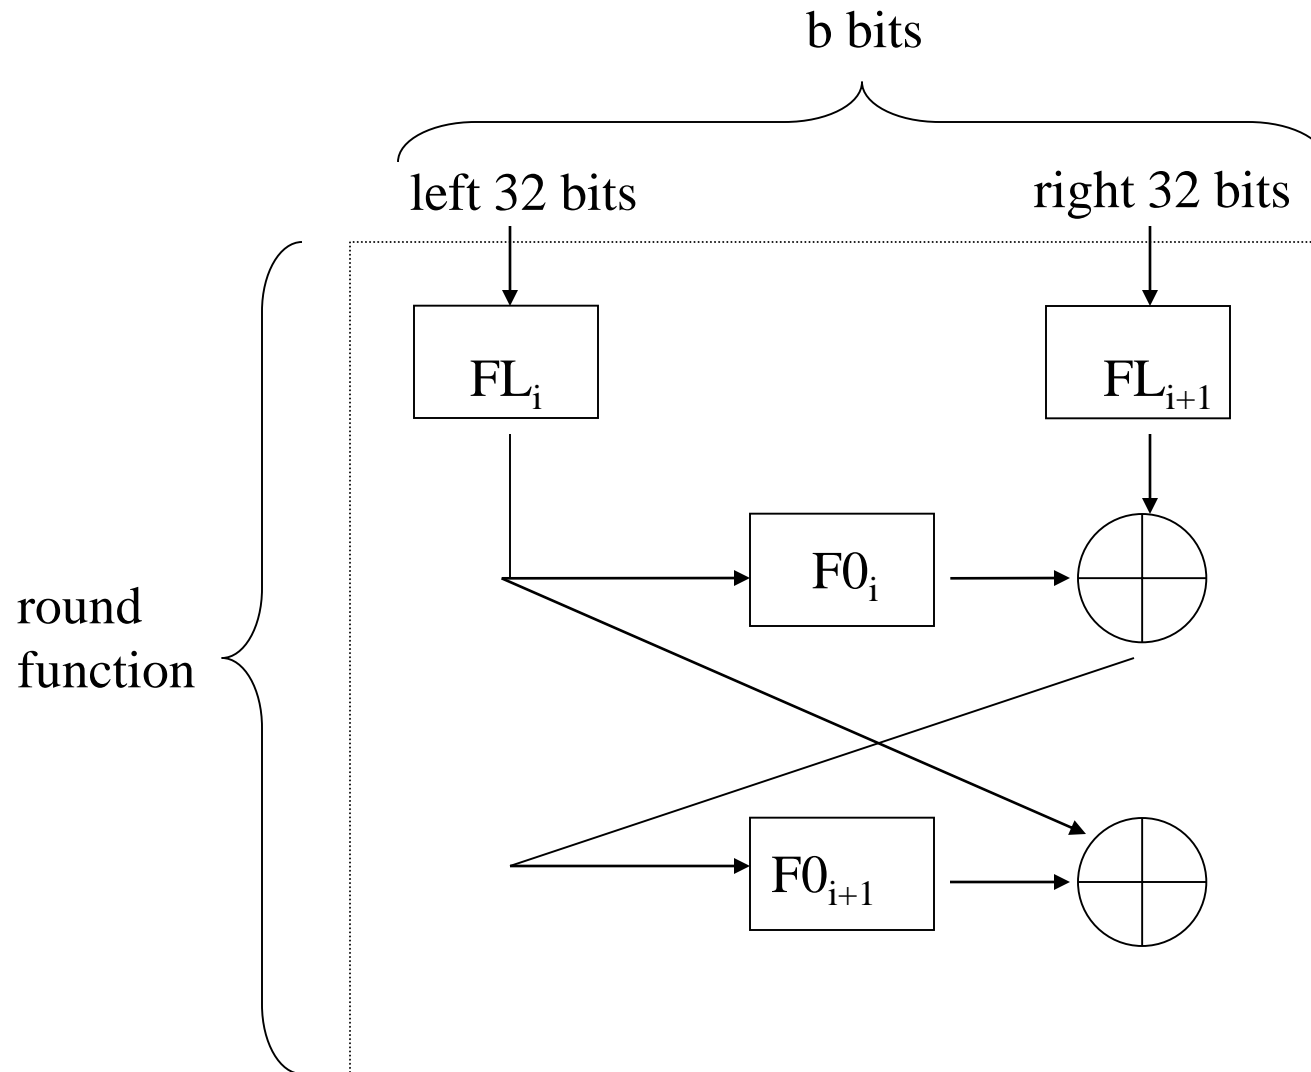 b bits
left 32 bits
right 32 bits
FLi
FLi+1
F0i
round
function
F0i+1